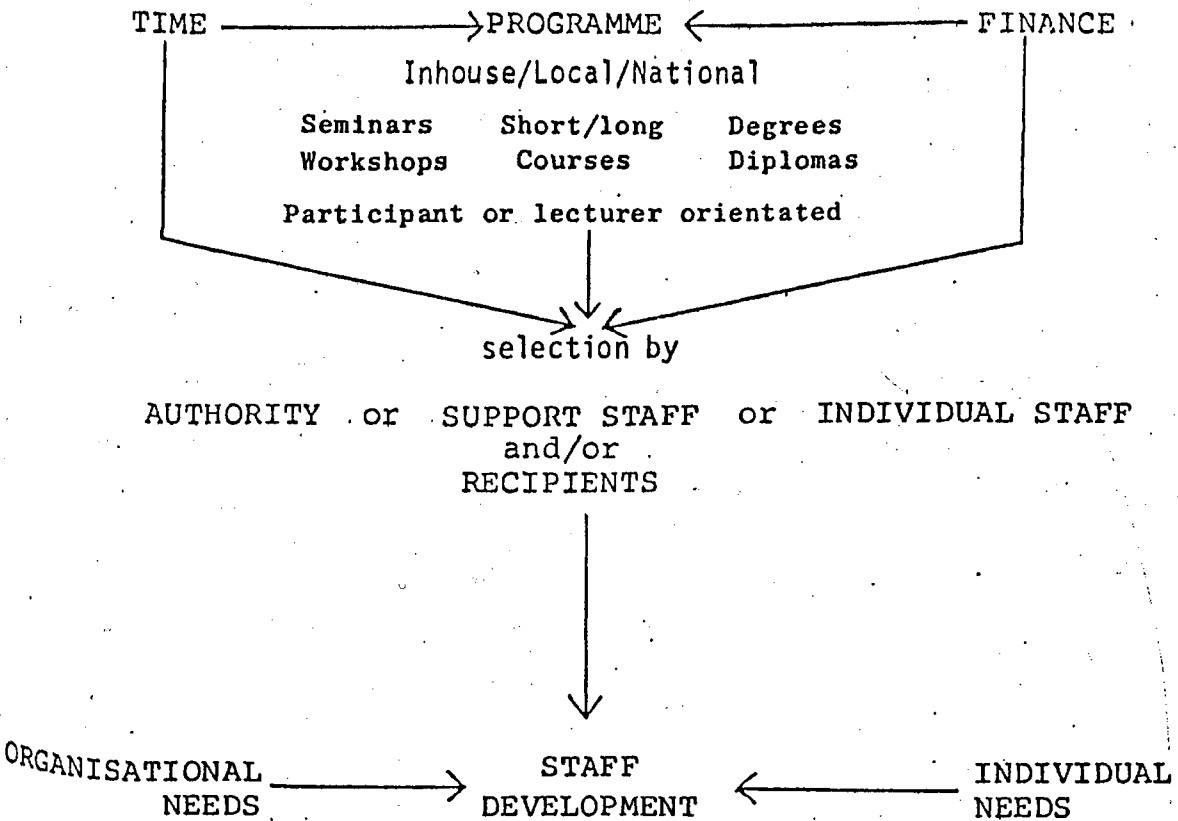 TIME PROGRAMME FINANCE
Inhouse/Local/National
Seminars Short/long Degrees
Workshops Courses Diplomas
Participant or lecturer orientated
selection by
AUTHORITY or SUPPORT STAFF or INDIVIDUAL STAFF
and/or
RECIPIENTS
ORGANISATIONAL STAFF INDIVIDUAL
NEEDS DEVELOPMENT NEEDS